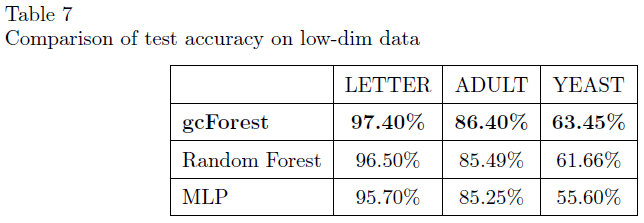 Table 7
Comparison of test accuracy on low-dim data
LETTER ADULT YEAST
gcForest 97.40% 86.40% 63.45%
Random Forest 96.50% 85.49% 61.66%
MLP 95.70% 85.25% 55.60%